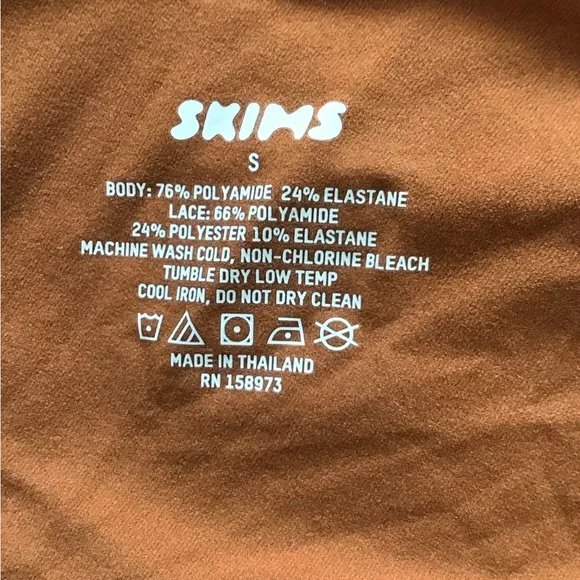 SKIMS
S
BODY: 76% POLYAMIDE 24% ELASTANE
LACE: 66% POLYAMIDE
24% POLYESTER 10% ELASTANE
MACHINE WASH COLD, NON-CHLORINE BLEACH
TUMBLE DRY LOW TEMP
COOL IRON, DO NOT DRY CLEAN
MADE IN THAILAND
RN 158973